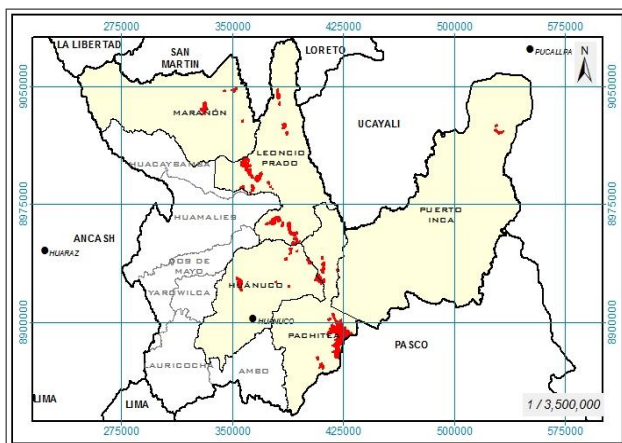 275000 350000 425000 500000 575000
LA LIBERTAD
SAN
MARTIN
LORETO
PUCALLPA
N
9050000
9050000
MARAÑÓN
UCAYALI
LEONCIO
PRADO
HUACAYBAMBA
8975000
8975000
HUAMALIES
PUERTO
INCA
ANCASH
HUARAZ
DOS DE
MAYO
YAROWILCA
HUÁNUCO
HUANUCO
8900000
8900000
PACHITEA
PASCO
LAURICOCHA
AMBO
LIMA
LIMA
1 / 3,500,000
275000 350000 425000 500000 575000